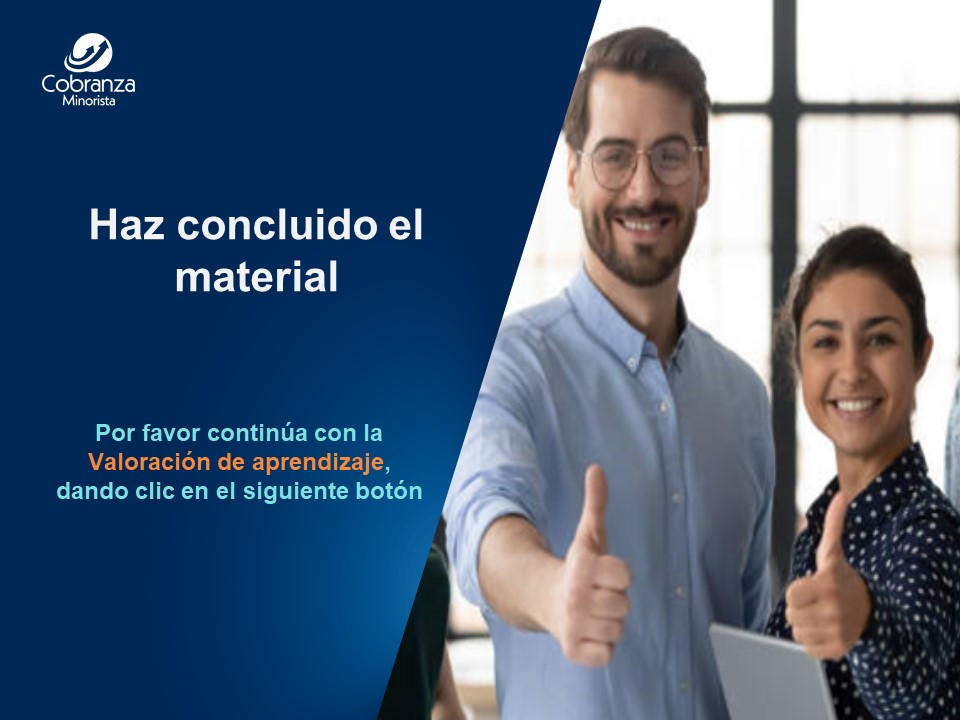 Cobranza
Minorista
Haz concluido el
material
Por favor continúa con la
Valoración de aprendizaje,
dando clic en el siguiente botón